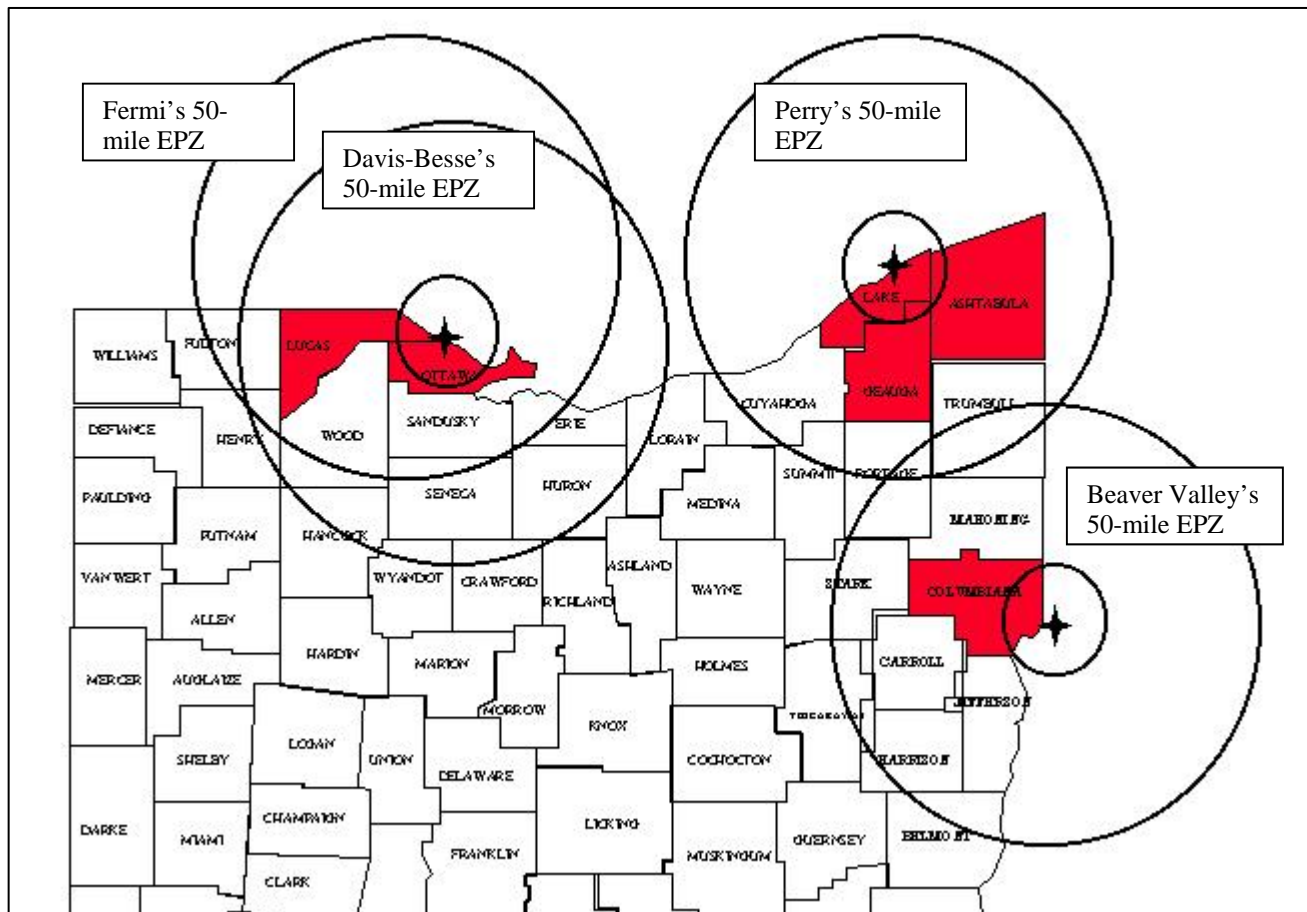 Fermi's 50-
mile EPZ
Perry's 50-mile
EPZ
Davis-Besse's
50-mile EPZ
LAKE
ASHTABULA
WILLIAMS
FULTON
LUCAS
OTTAWA
GEAUGA
CUYAHOGA
TRUMBULL
DEFIANCE
HENRY
WOOD
SANDUSKY
ERIE
LORAIN
SUMMIT
PORTAGE
PAULDING
SENECA
HURON
MEDINA
Beaver Valley's
50-mile EPZ
MAHONING
PUTNAM
HANCOCK
VAN WERT
WYANDOT
CRAWFORD
ASHLAND
WAYNE
STARK
COLUMBIANA
RICHLAND
ALLEN
HARDIN
MARION
HOLMES
CARROLL
MERCER
AUGLAIZE
MORROW
KNOX
JEFFERSON
LOGAN
UNION
SHELBY
DELAWARE
COCHOCTON
HARRISON
CHAMPAIGN
LICKING
DARKE
MIAMI
FRANKLIN
MUSKINGUM
GUERNSEY
BELMONT
CLARK